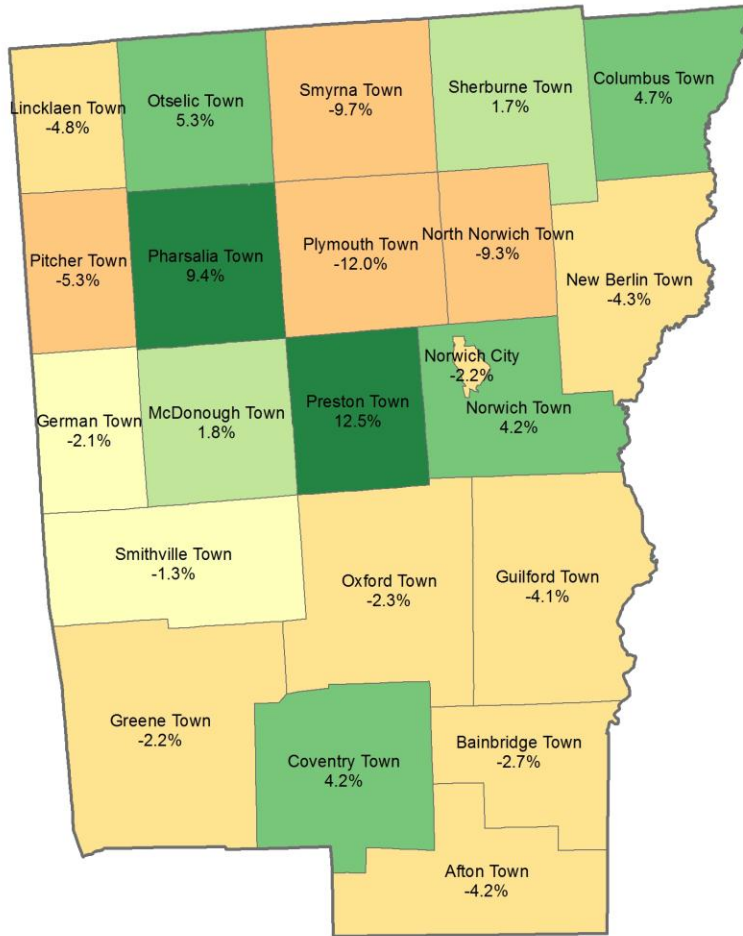 Lincklaen Town
-4.8%
Otselic Town
5.3%
Smyrna Town
-9.7%
Sherburne Town
1.7%
Columbus Town
4.7%
Pitcher Town
-5.3%
Pharsalia Town
9.4%
Plymouth Town
-12.0%
North Norwich Town
-9.3%
New Berlin Town
-4.3%
German Town
-2.1%
McDonough Town
1.8%
Preston Town
12.5%
Norwich City
-2.2%
Norwich Town
4.2%
Smithville Town
-1.3%
Oxford Town
-2.3%
Guilford Town
-4.1%
Greene Town
-2.2%
Coventry Town
4.2%
Bainbridge Town
-2.7%
Afton Town
-4.2%